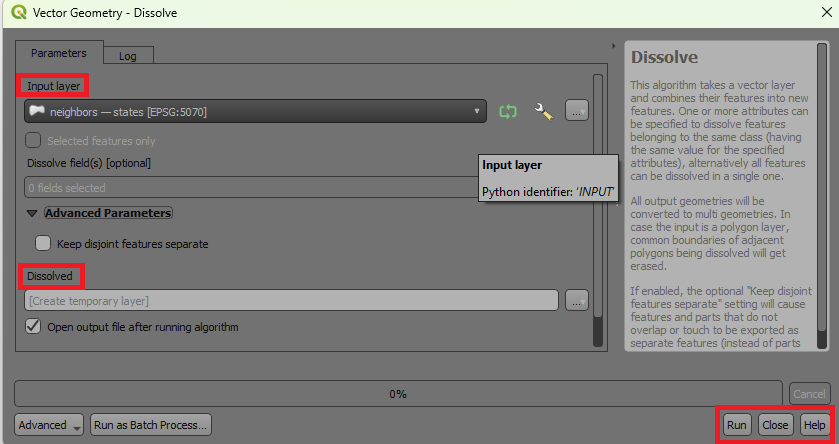 Vector Geometry - Dissolve
Parameters
Log
Input layer
neighbors — states [EPSG:5070]
...
Selected features only
Dissolve field(s) [optional]
0 fields selected
Advanced Parameters
Keep disjoint features separate
Dissolved
[Create temporary layer]
...
Open output file after running algorithm
Input layer
Python identifier: 'INPUT'
Dissolve
This algorithm takes a vector layer
and combines their features into new
features. One or more attributes can
be specified to dissolve features
belonging to the same class (having
the same value for the specified
attributes), alternatively all features
can be dissolved in a single one.
All output geometries will be
converted to multi geometries. In
case the input is a polygon layer,
common boundaries of adjacent
polygons being dissolved will get
erased.
If enabled, the optional "Keep disjoint
features separate" setting will cause
features and parts that do not
overlap or touch to be exported as
separate features (instead of parts
0%
Cancel
Advanced
Run as Batch Process...
Run
Close
Help